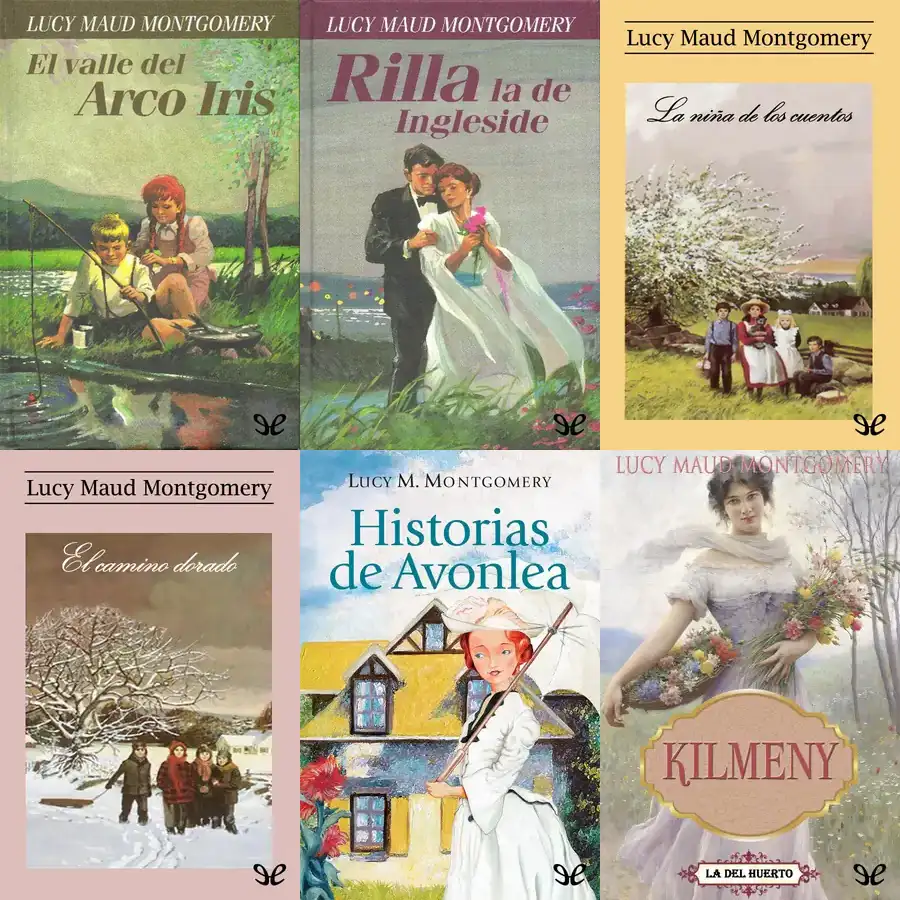 LUCY MAUD MONTGOMERY
El valle del
Arco Iris
LUCY MAUD MONTGOMERY
Rilla la de
Ingleside
Lucy Maud Montgomery
La niña de los cuentos
Lucy Maud Montgomery
El camino dorado
LUCY M. MONTGOMERY
Historias
de Avonlea
LUCY MAUD MONTGOMERY
KILMENY
LA DEL HUERTO